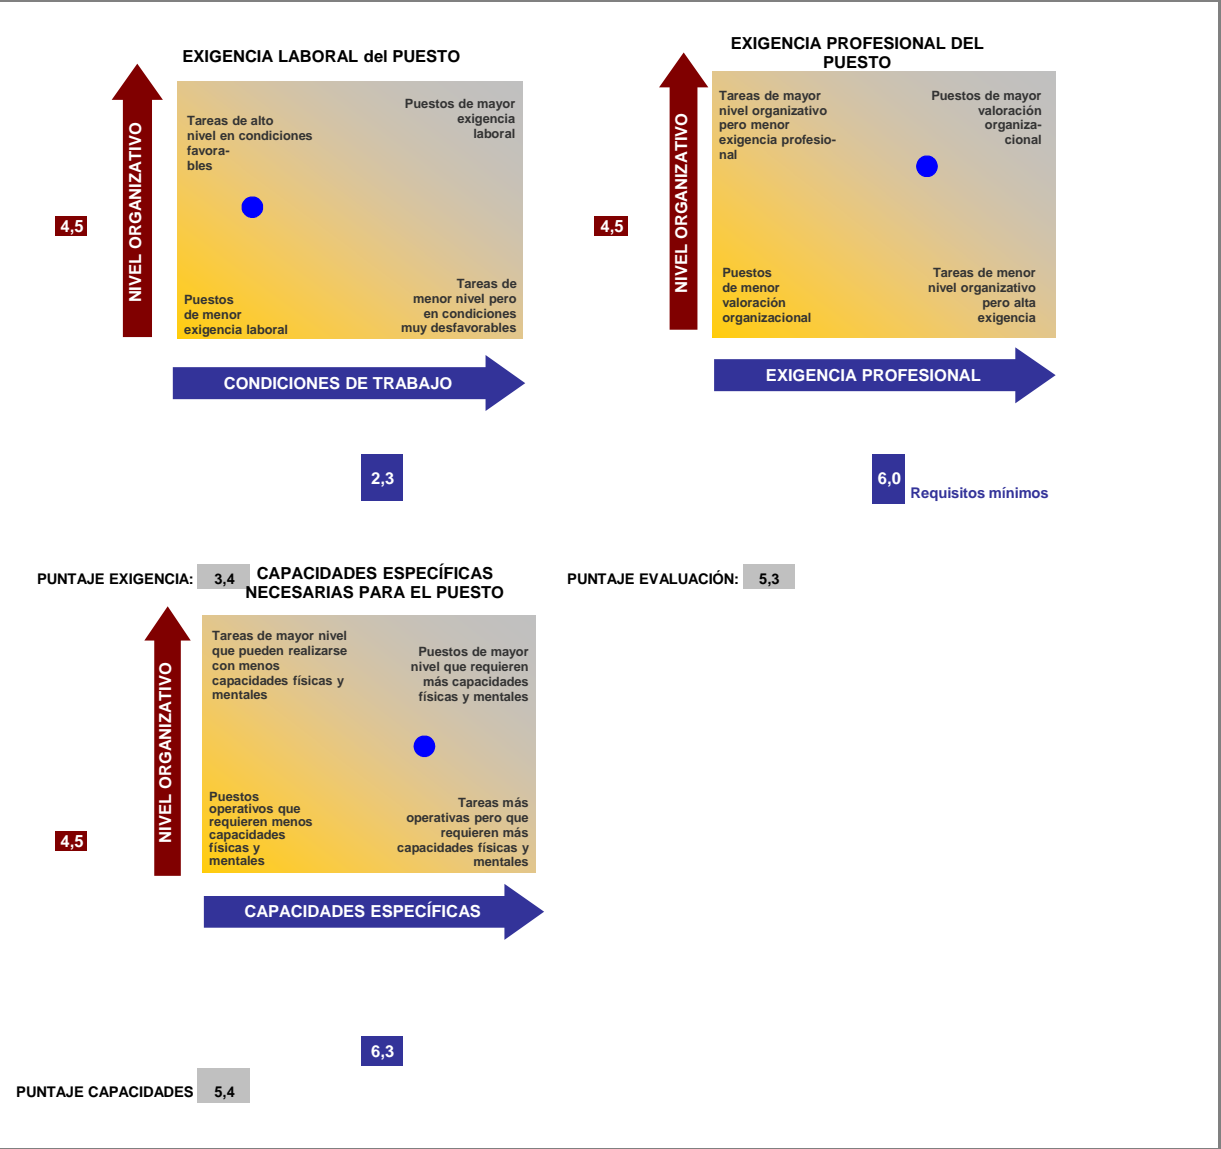 EXIGENCIA LABORAL del PUESTO
NIVEL ORGANIZATIVO
4,5
Tareas de alto
nivel en condiciones
favora-
bles
Puestos de mayor
exigencia
laboral
Puestos
de menor
exigencia laboral
Tareas de
menor nivel pero
en condiciones
muy desfavorables
CONDICIONES DE TRABAJO
2,3
PUNTAJE EXIGENCIA: 3,4
EXIGENCIA PROFESIONAL DEL
PUESTO
NIVEL ORGANIZATIVO
4,5
Tareas de mayor
nivel organizativo
pero menor
exigencia profesio-
nal
Puestos de mayor
valoración
organiza-
cional
Puestos
de menor
valoración
organizacional
Tareas de menor
nivel organizativo
pero alta
exigencia
EXIGENCIA PROFESIONAL
6,0
Requisitos mínimos
PUNTAJE EVALUACIÓN: 5,3
CAPACIDADES ESPECÍFICAS
NECESARIAS PARA EL PUESTO
NIVEL ORGANIZATIVO
4,5
Tareas de mayor nivel
que pueden realizarse
con menos
capacidades físicas y
mentales
Puestos de mayor
nivel que requieren
más capacidades
físicas y mentales
Puestos
operativos que
requieren menos
capacidades
físicas y
mentales
Tareas más
operativas pero que
requieren más
capacidades físicas y
mentales
CAPACIDADES ESPECÍFICAS
6,3
PUNTAJE CAPACIDADES 5,4